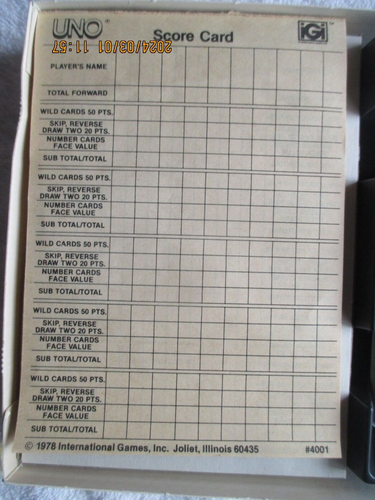 UNO® Score Card iGi™
2024/03/01 11:57
PLAYER'S NAME
TOTAL FORWARD
WILD CARDS 50 PTS.
SKIP, REVERSE
DRAW TWO 20 PTS.
NUMBER CARDS
FACE VALUE
SUB TOTAL/TOTAL
WILD CARDS 50 PTS.
SKIP, REVERSE
DRAW TWO 20 PTS.
NUMBER CARDS
FACE VALUE
SUB TOTAL/TOTAL
WILD CARDS 50 PTS.
SKIP, REVERSE
DRAW TWO 20 PTS.
NUMBER CARDS
FACE VALUE
SUB TOTAL/TOTAL
WILD CARDS 50 PTS.
SKIP, REVERSE
DRAW TWO 20 PTS.
NUMBER CARDS
FACE VALUE
SUB TOTAL/TOTAL
WILD CARDS 50 PTS.
SKIP, REVERSE
DRAW TWO 20 PTS.
NUMBER CARDS
FACE VALUE
SUB TOTAL/TOTAL
© 1978 International Games, Inc. Joliet, Illinois 60435 #4001